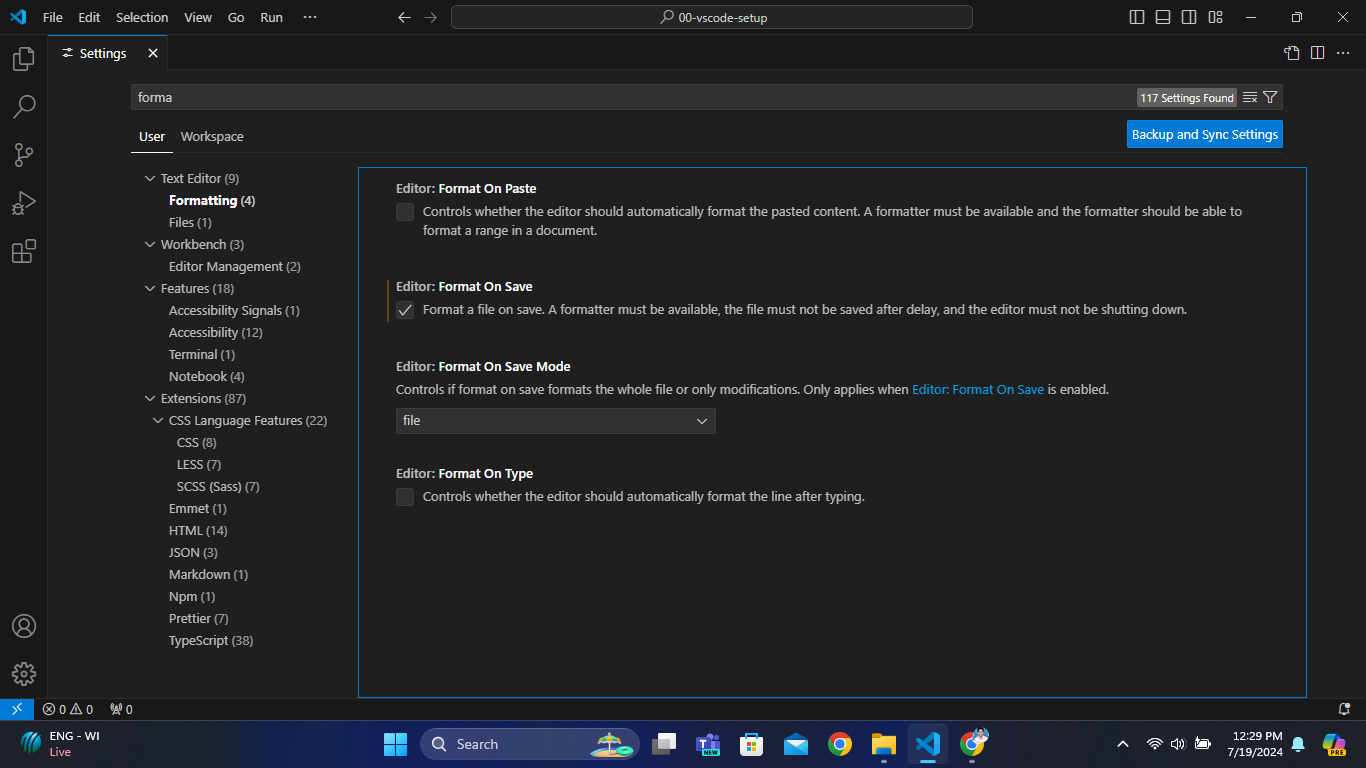 File Edit Selection View Go Run ···
00-vscode-setup
Settings
forma
117 Settings Found
User Workspace
Backup and Sync Settings
Text Editor (9)
Formatting (4)
Files (1)
Workbench (3)
Editor Management (2)
Features (18)
Accessibility Signals (1)
Accessibility (12)
Terminal (1)
Notebook (4)
Extensions (87)
CSS Language Features (22)
CSS (8)
LESS (7)
SCSS (Sass) (7)
Emmet (1)
HTML (14)
JSON (3)
Markdown (1)
Npm (1)
Prettier (7)
TypeScript (38)
Editor: Format On Paste
Controls whether the editor should automatically format the pasted content. A formatter must be available and the formatter should be able to
format a range in a document.
Editor: Format On Save
Format a file on save. A formatter must be available, the file must not be saved after delay, and the editor must not be shutting down.
Editor: Format On Save Mode
Controls if format on save formats the whole file or only modifications. Only applies when Editor: Format On Save is enabled.
file
Editor: Format On Type
Controls whether the editor should automatically format the line after typing.
0 0 0
ENG - WI
Live
Search
NEW
12:29 PM
7/19/2024
PRE